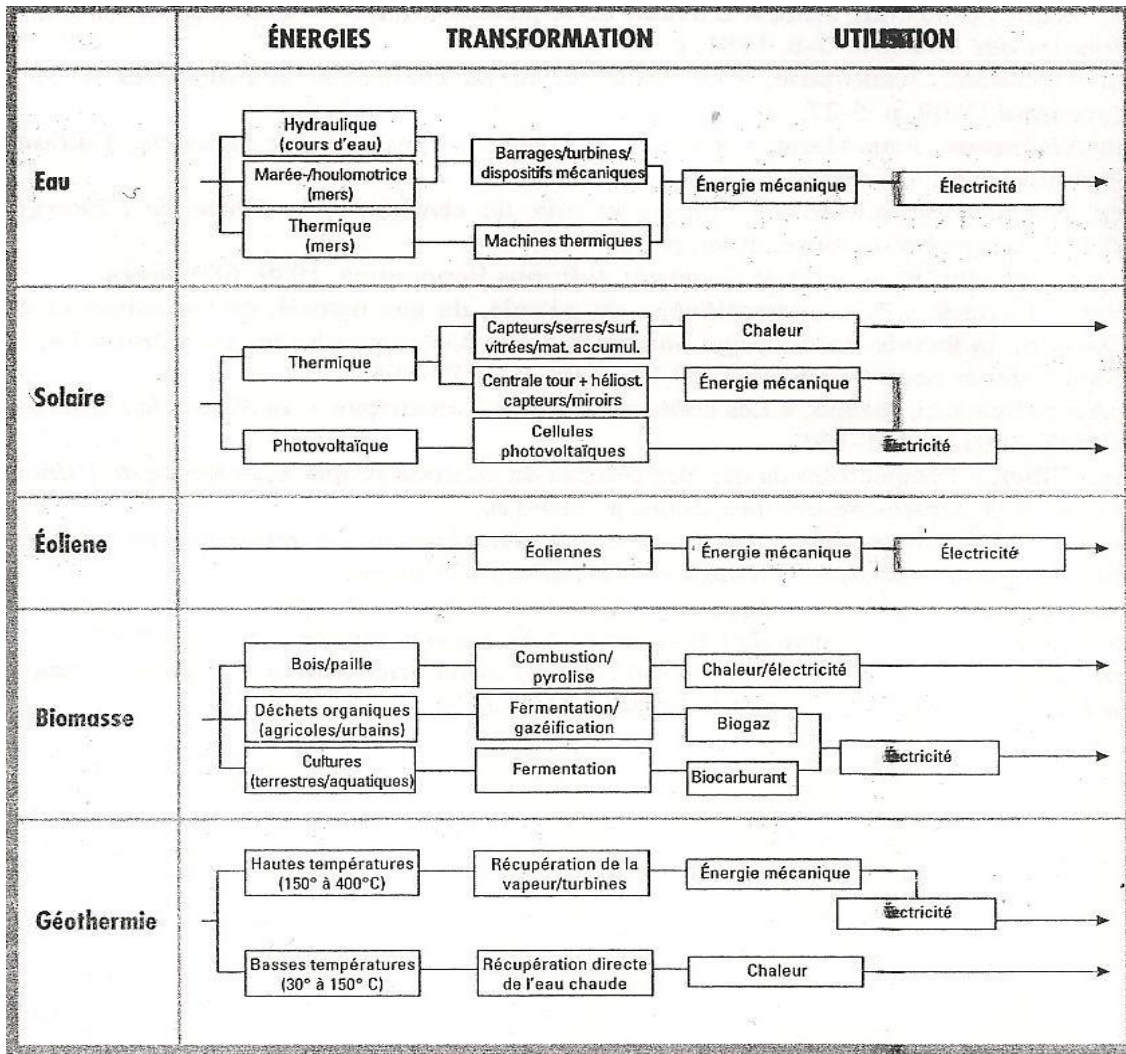 ÉNERGIES TRANSFORMATION UTILISATION
Eau
Hydraulique
(cours d'eau)
Marée-/houlomotrice
(mers)
Thermique
(mers)
Barrages/turbines/
dispositifs mécaniques
Machines thermiques
Énergie mécanique
Électricité
Solaire
Thermique
Photovoltaïque
Capteurs/serres/surf.
vitrées/mat. accumul.
Centrale tour + héliost.
capteurs/miroirs
Cellules
photovoltaïques
Chaleur
Énergie mécanique
Électricité
Éoliene
Éoliennes
Énergie mécanique
Électricité
Biomasse
Bois/paille
Déchets organiques
(agricoles/urbains)
Cultures
(terrestres/aquatiques)
Combustion/
pyrolise
Fermentation/
gazéification
Fermentation
Chaleur/électricité
Biogaz
Biocarburant
Électricité
Géothermie
Hautes températures
(150° à 400°C)
Basses températures
(30° à 150° C)
Récupération de la
vapeur/turbines
Récupération directe
de l'eau chaude
Énergie mécanique
Électricité
Chaleur